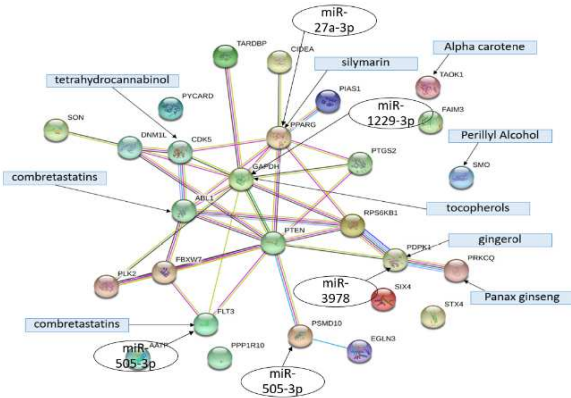 miR-
27a-3p
TARDBP
CIDEA
Alpha carotene
silymarin
TAOK1
tetrahydrocannabinol
PYCARD
PIAS1
miR-
1229-3p
FAIM3
SON
PPARG
DNM1L
CDK5
Perillyl Alcohol
PTGS2
SMO
GAPDH
combretastatins
ABL1
tocopherols
RPS6KB1
PTEN
gingerol
PDPK1
FBXW7
PRKCQ
PLK2
miR-
3978
SIX4
Panax ginseng
STX4
combretastatins
FLT3
PSMD10
miR-
505-3p
AATF
PPP1R10
EGLN3
miR-
505-3p